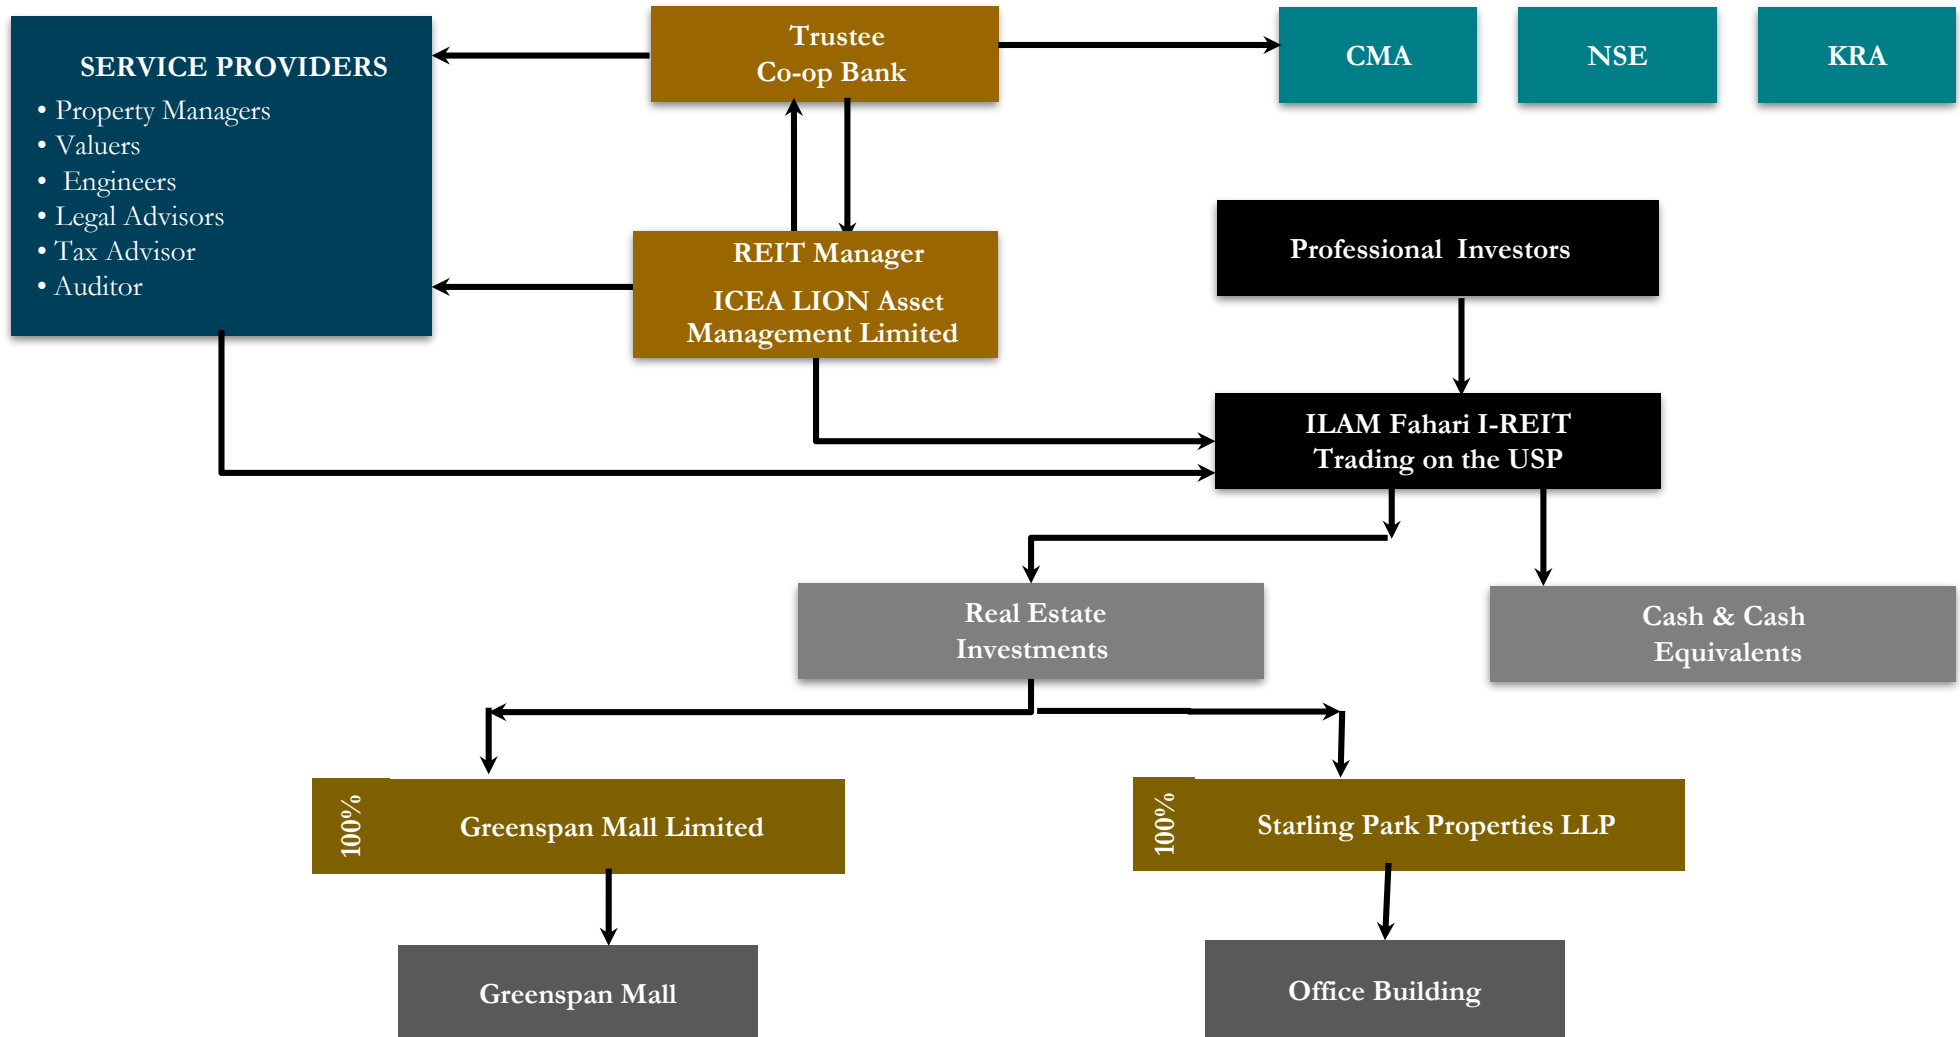 SERVICE PROVIDERS
• Property Managers
• Valuers
• Engineers
• Legal Advisors
• Tax Advisor
• Auditor
Trustee
Co-op Bank
CMA
NSE
KRA
REIT Manager
ICEA LION Asset
Management Limited
Professional Investors
ILAM Fahari I-REIT
Trading on the USP
Real Estate
Investments
Cash & Cash
Equivalents
100%
Greenspan Mall Limited
100%
Starling Park Properties LLP
Greenspan Mall
Office Building